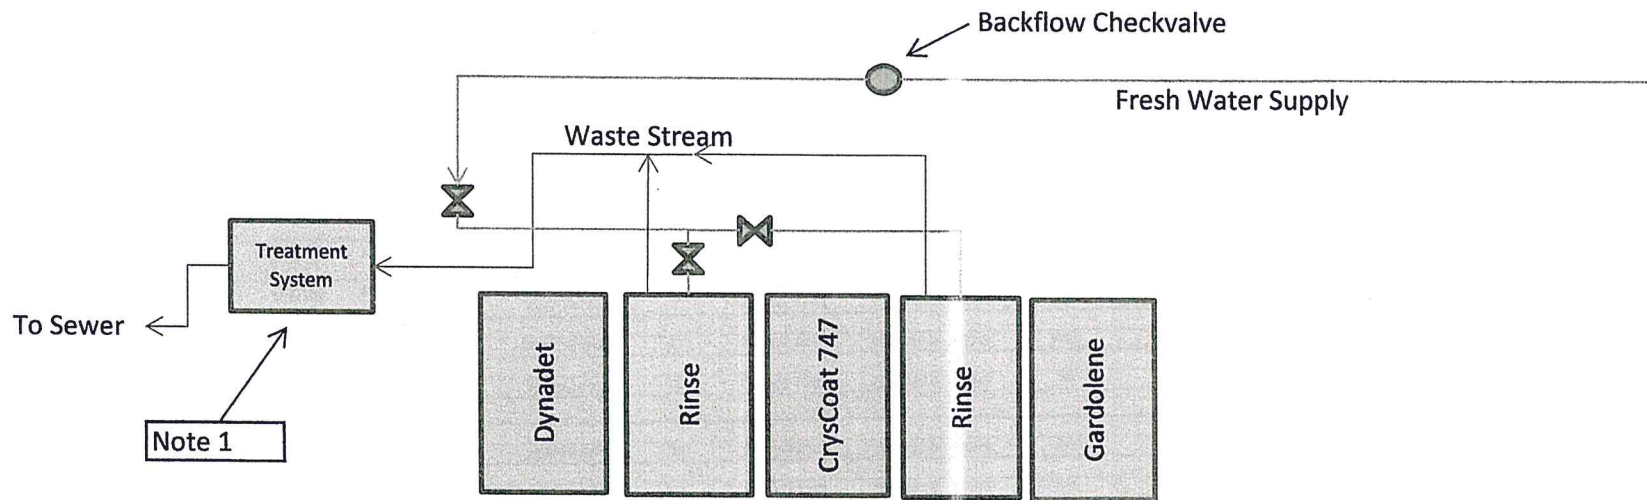 Backflow Checkvalve
Fresh Water Supply
Waste Stream
Treatment
System
To Sewer
Note 1
Dynadet
Rinse
CrysCoat 747
Rinse
Gardolene